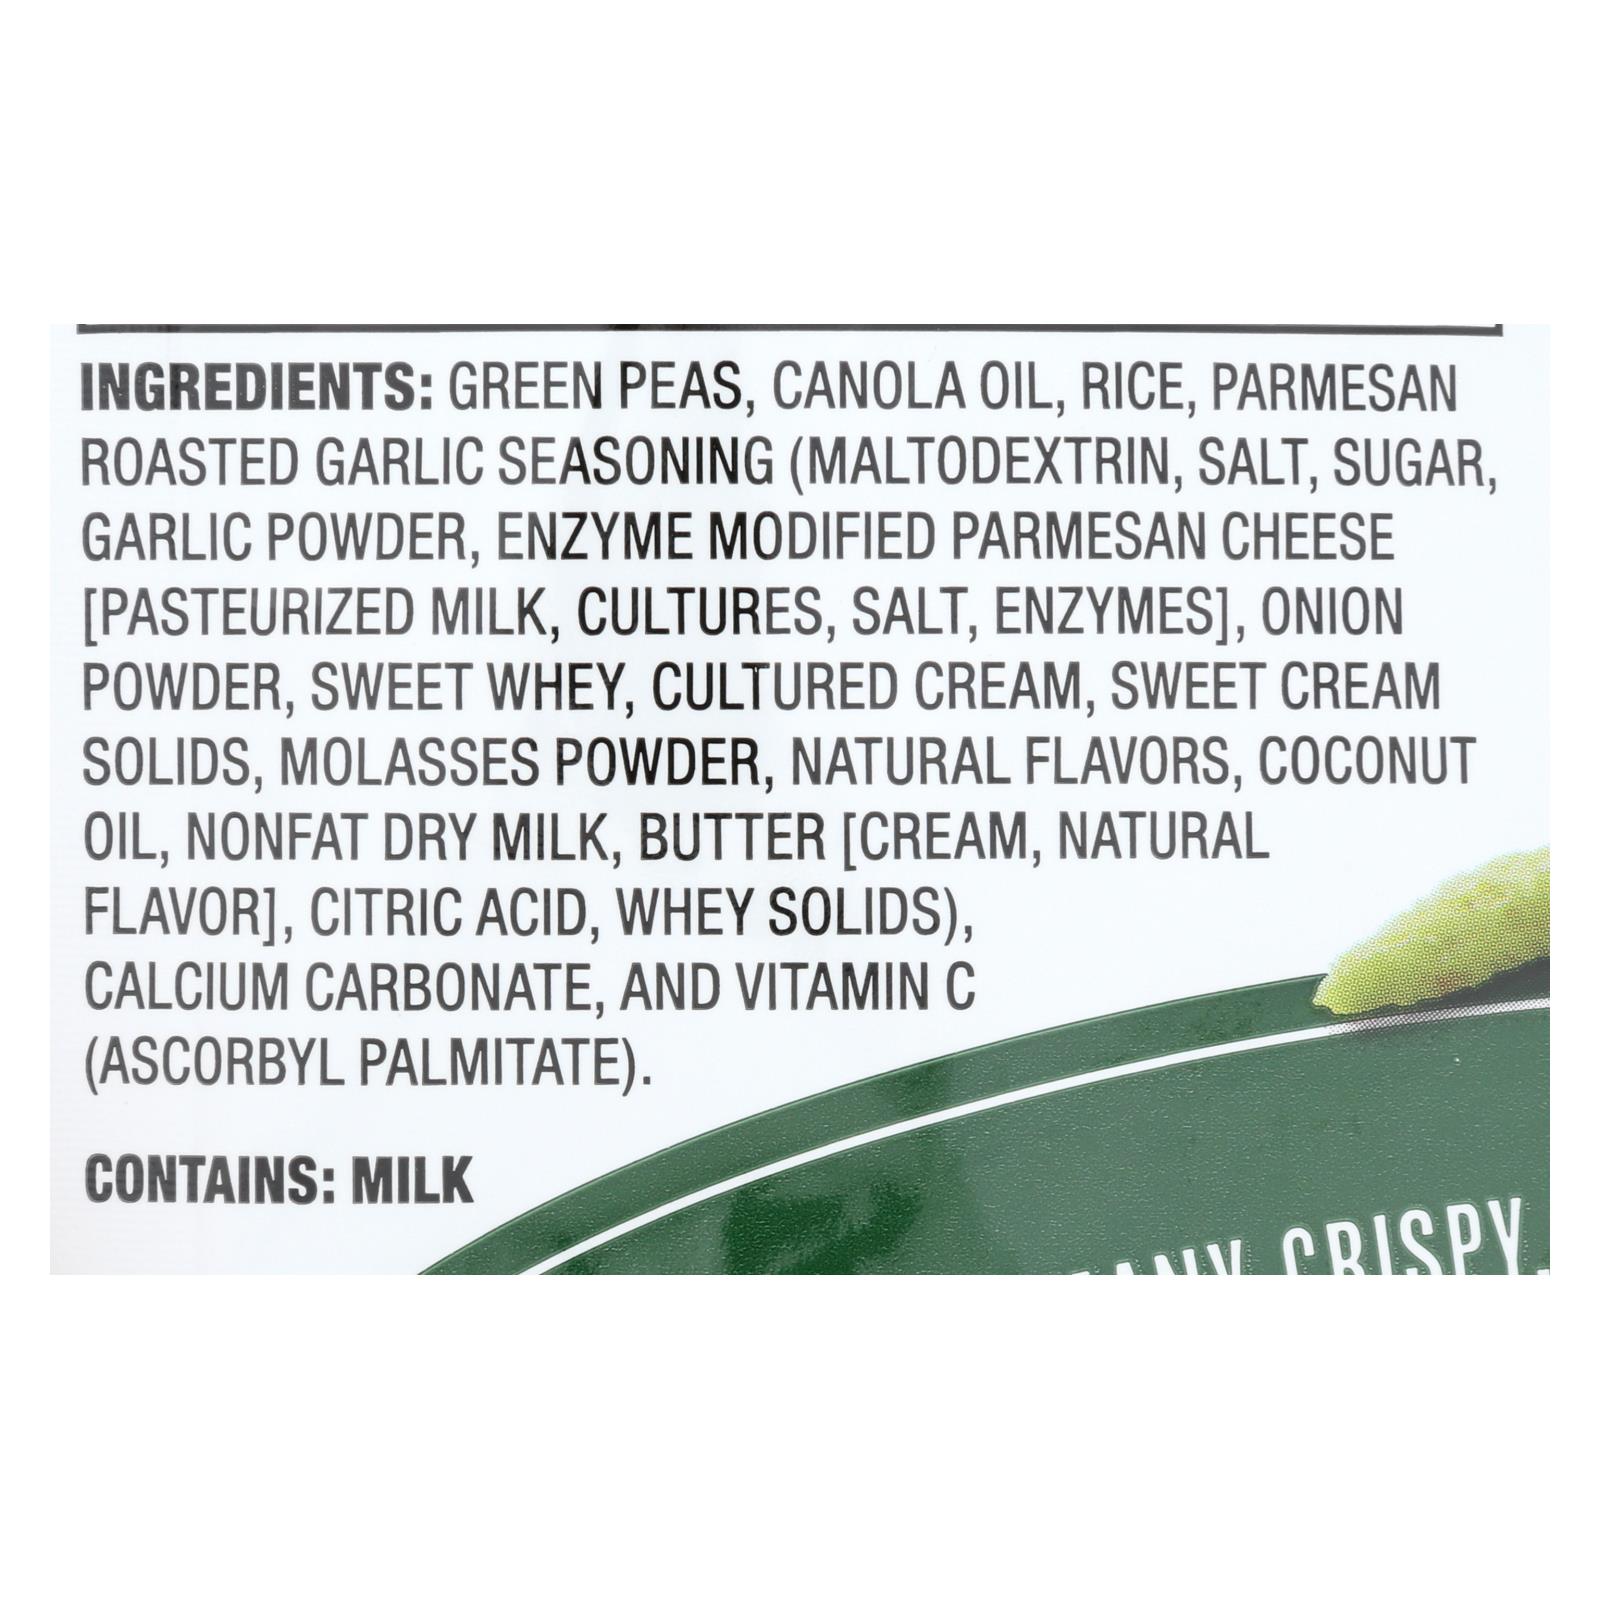 INGREDIENTS: GREEN PEAS, CANOLA OIL, RICE, PARMESAN
ROASTED GARLIC SEASONING (MALTODEXTRIN, SALT, SUGAR,
GARLIC POWDER, ENZYME MODIFIED PARMESAN CHEESE
[PASTEURIZED MILK, CULTURES, SALT, ENZYMES], ONION
POWDER, SWEET WHEY, CULTURED CREAM, SWEET CREAM
SOLIDS, MOLASSES POWDER, NATURAL FLAVORS, COCONUT
OIL, NONFAT DRY MILK, BUTTER [CREAM, NATURAL
FLAVOR], CITRIC ACID, WHEY SOLIDS),
CALCIUM CARBONATE, AND VITAMIN C
(ASCORBYL PALMITATE).
CONTAINS: MILK
CRISPY,